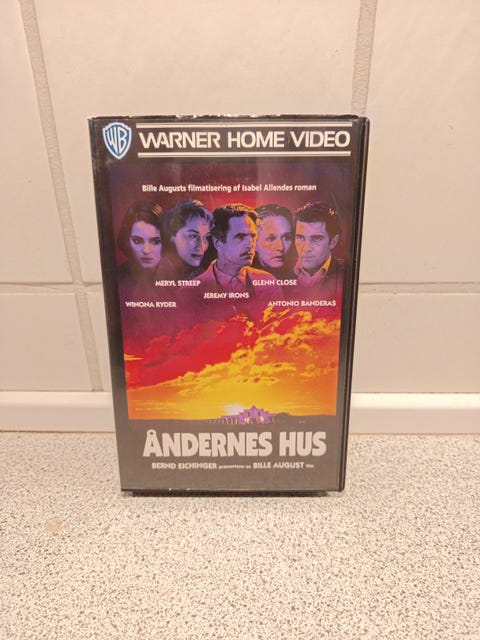 WB WARNER HOME VIDEO
Bille Augusts filmatisering af Isabel Allendes roman
MERYL STREEP GLENN CLOSE
JEREMY IRONS
WINONA RYDER ANTONIO BANDERAS
ÅNDERNES HUS
BERND EICHINGER præsenterer en BILLE AUGUST film